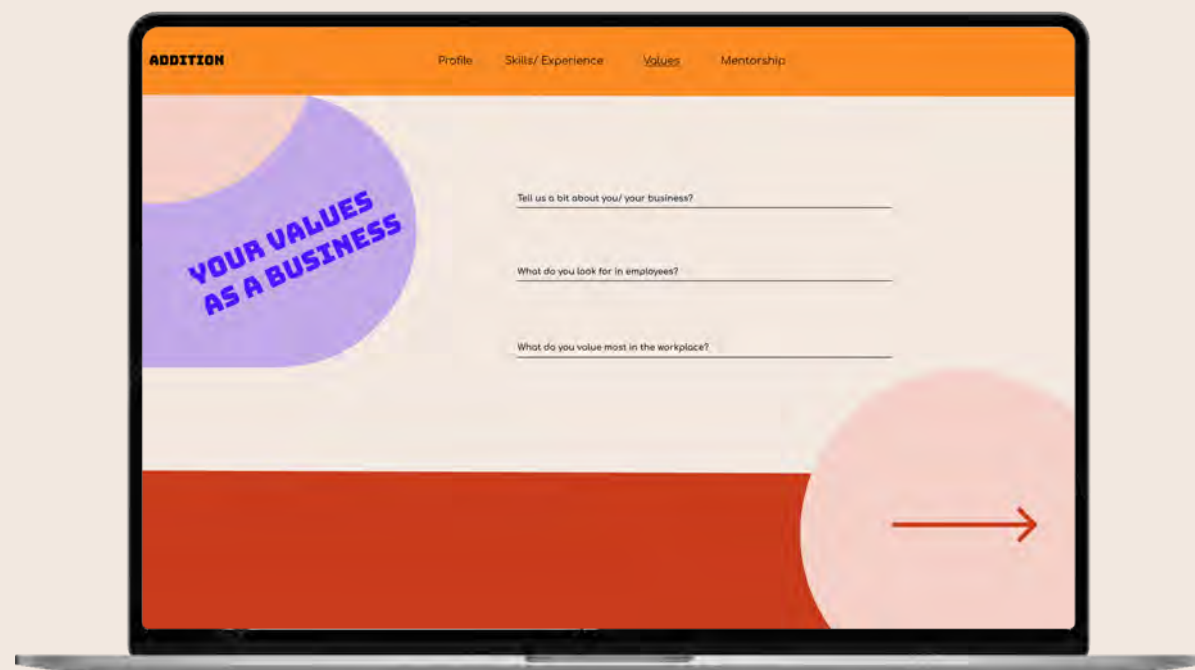 ADDITION
Profile Skills/ Experience Values Mentorship
YOUR VALUES
AS A BUSINESS
Tell us a bit about you/ your business?
What do you look for in employees?
What do you value most in the workplace?